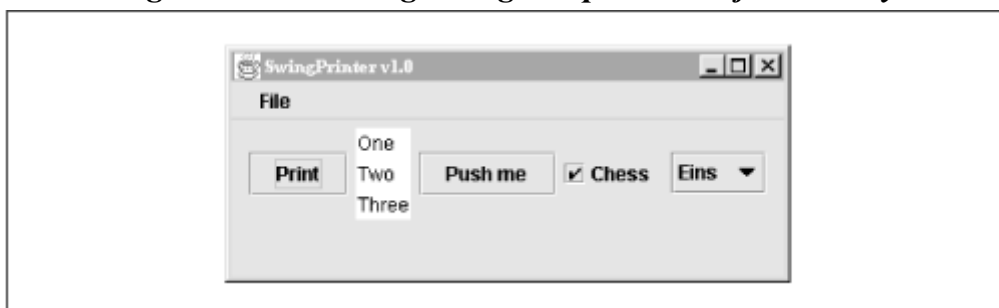 SwingPrinter v1.0
File
Print
One
Two
Three
Push me
Chess
Eins